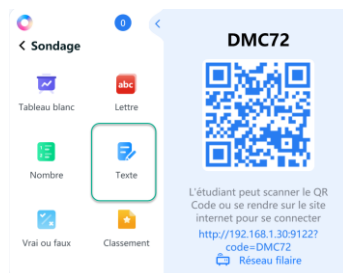 0
Sondage
Tableau blanc
abc
Lettre
Nombre
Texte
Vrai ou faux
Classement
DMC72
L'étudiant peut scanner le QR
Code ou se rendre sur le site
internet pour se connecter
http://192.168.1.30:9122?
code=DMC72
Réseau filaire